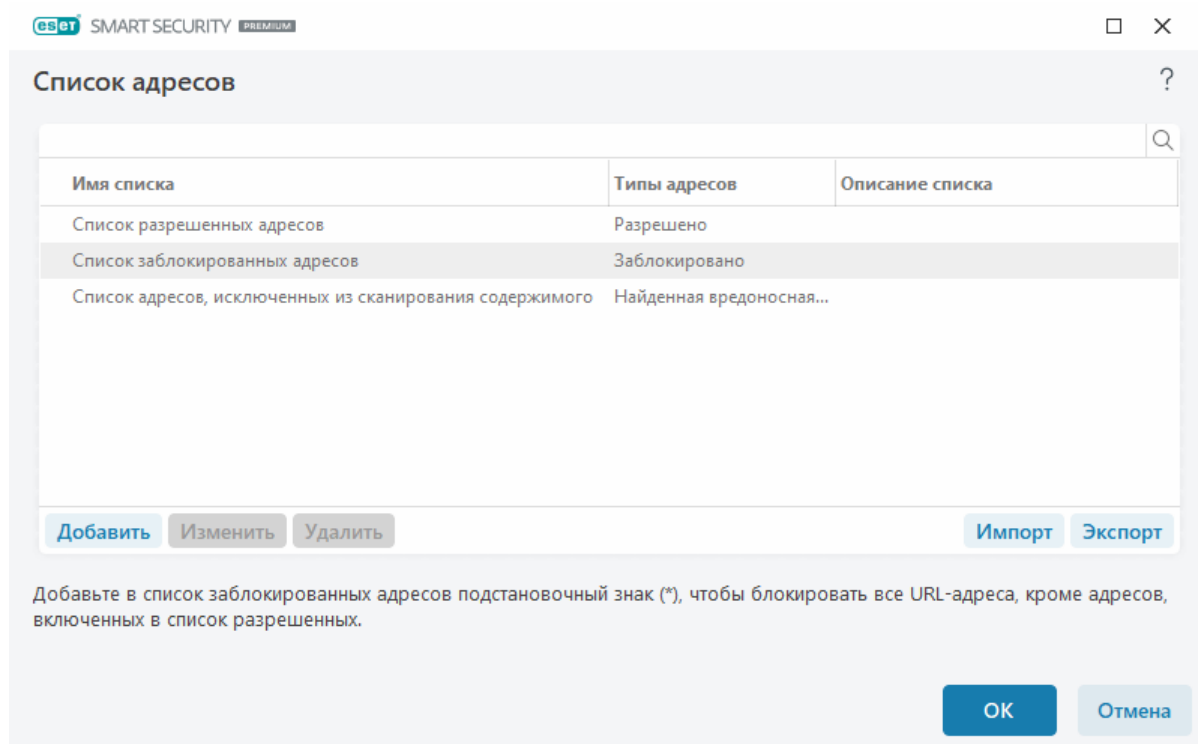 eset SMART SECURITY PREMIUM
Список адресов
?
Имя списка Типы адресов Описание списка
Список разрешенных адресов Разрешено
Список заблокированных адресов Заблокировано
Список адресов, исключенных из сканирования содержимого Найденная вредоносная...
Добавить Изменить Удалить Импорт Экспорт
Добавьте в список заблокированных адресов подстановочный знак (*), чтобы блокировать все URL-адреса, кроме адресов,
включенных в список разрешенных.
ОК Отмена